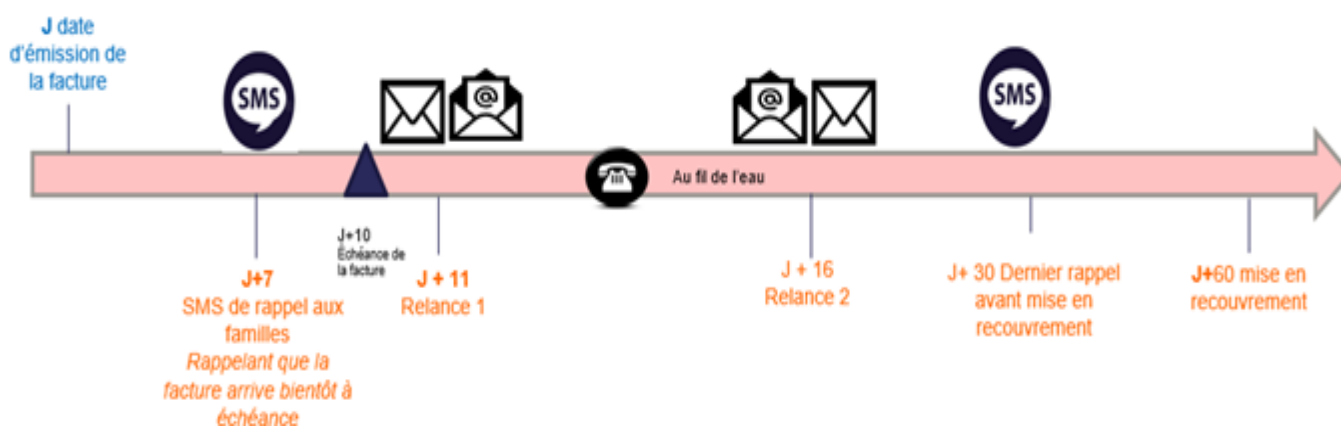 J date
d'émission de
la facture
SMS
@
@
SMS
Au fil de l'eau
J+7
SMS de rappel aux
familles
Rappelant que la
facture arrive bientôt à
échéance
J+10
Échéance de
la facture
J + 11
Relance 1
J + 16
Relance 2
J+ 30 Dernier rappel
avant mise en
recouvrement
J+60 mise en
recouvrement